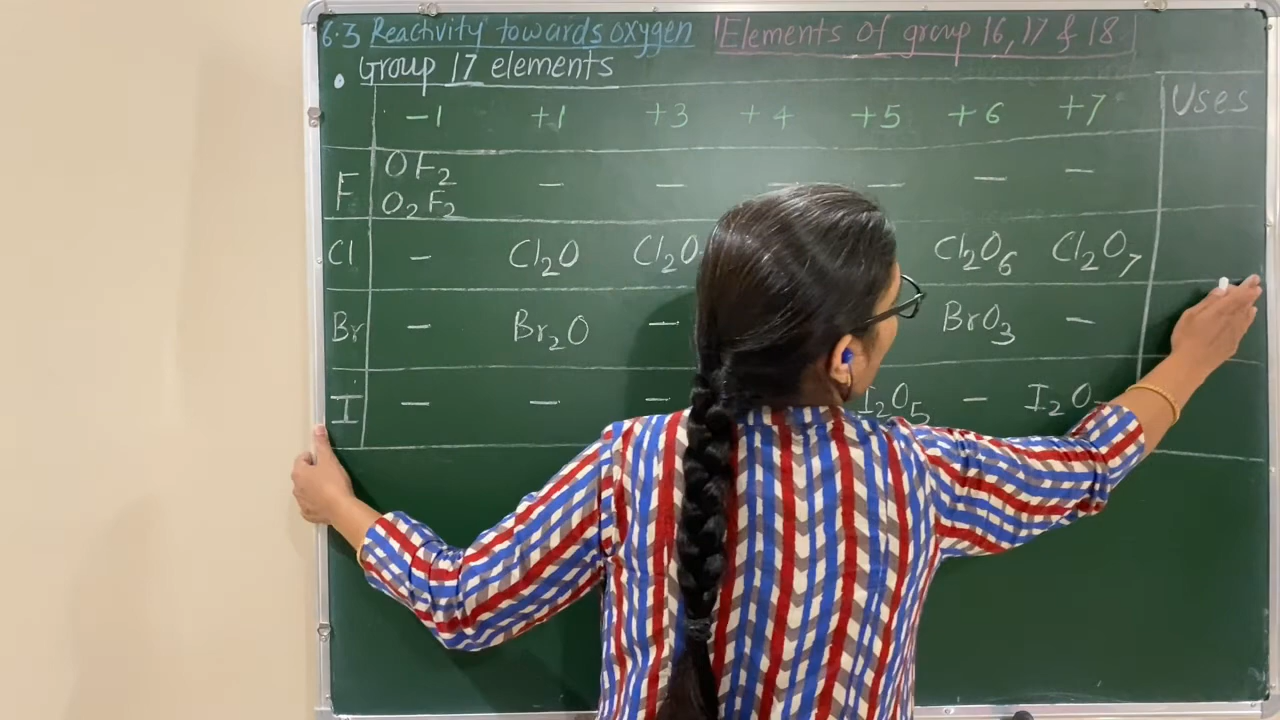 6.3 Reactivity towards oxygen Elements of group 16, 17 & 18
• Group 17 elements
-1 +1 +3 +4 +5 +6 +7 Uses
F OF2 — — — — — —
O2F2
Cl — Cl2O Cl2O Cl2O6 Cl2O7
Br — Br2O — BrO3 —
I — — — I2O5 — I2O